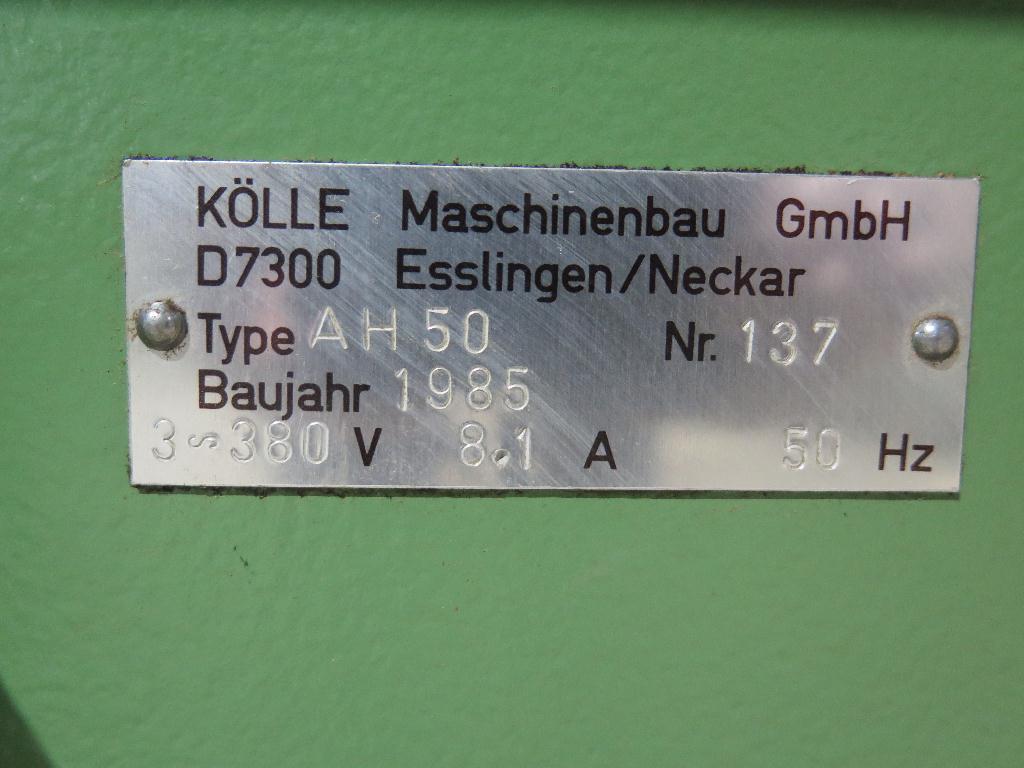 KÖLLE Maschinenbau GmbH
D7300 Esslingen/Neckar
Type AH 50 Nr. 137
Baujahr 1985
3~380 V 8.1 A 50 Hz